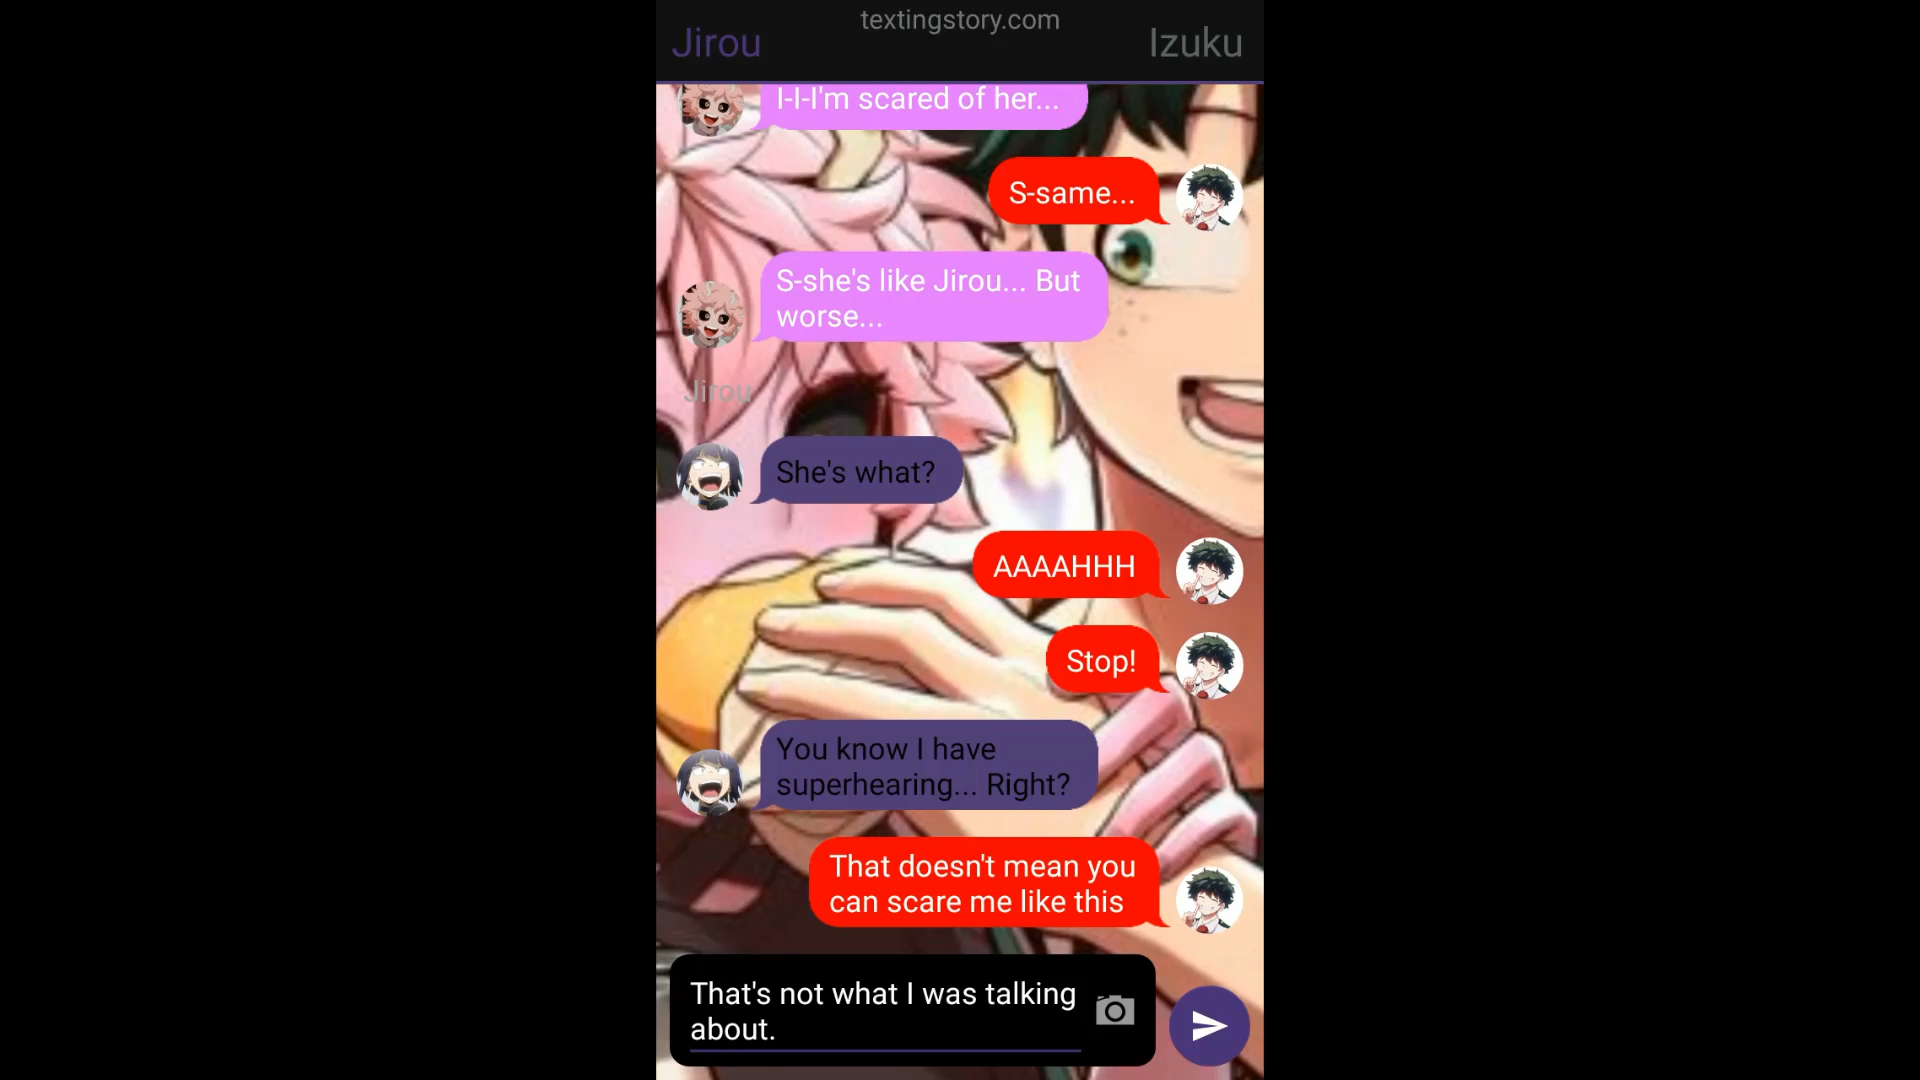 textingstory.com
Jirou
Izuku
I-I-I'm scared of her...
S-same...
S-she's like Jirou... But
worse...
Jirou
She's what?
AAAAHHH
Stop!
You know I have
superhearing... Right?
That doesn't mean you
can scare me like this
That's not what I was talking
about.